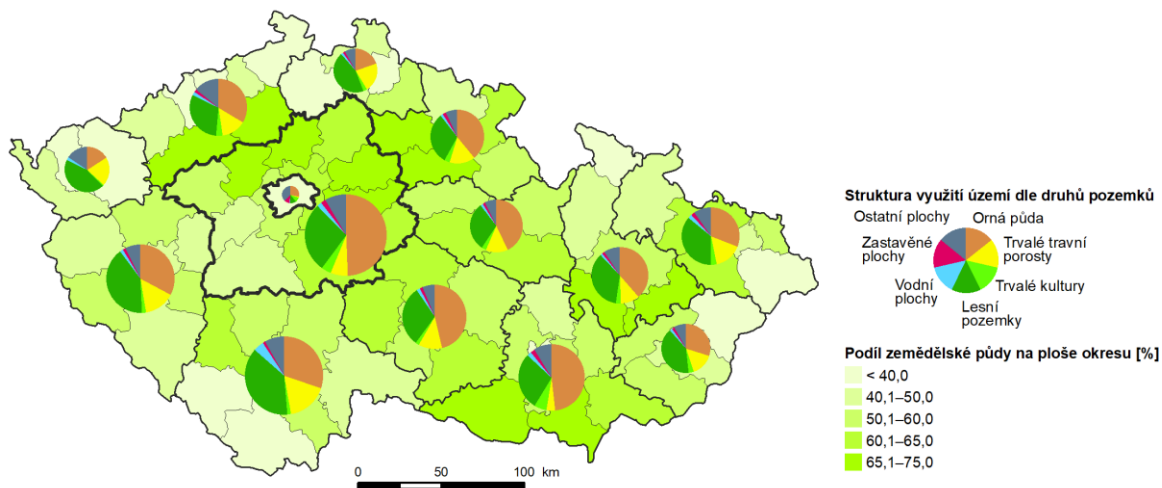 Struktura využití území dle druhů pozemků
Ostatní plochy
Orná půda
Zastavěné
plochy
Trvalé travní
porosty
Vodní
plochy
Trvalé kultury
Lesní
pozemky
Podíl zemědělské půdy na ploše okresu [%]
< 40,0
40,1–50,0
50,1–60,0
60,1–65,0
65,1–75,0
0 50 100 km